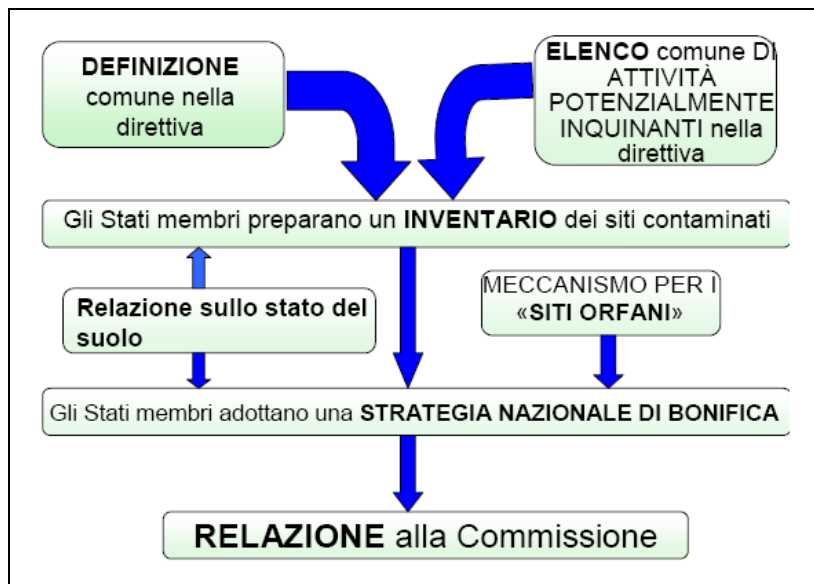 DEFINIZIONE
comune nella
direttiva
ELENCO comune DI
ATTIVITÀ
POTENZIALMENTE
INQUINANTI nella
direttiva
Gli Stati membri preparano un INVENTARIO dei siti contaminati
Relazione sullo stato del
suolo
MECCANISMO PER I
«SITI ORFANI»
Gli Stati membri adottano una STRATEGIA NAZIONALE DI BONIFICA
RELAZIONE alla Commissione